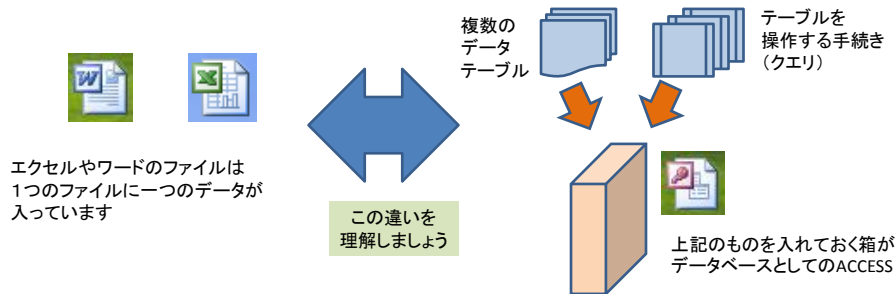 エクセルやワードのファイルは
1つのファイルに一つのデータが
入っています
この違いを
理解しましょう
複数の
データ
テーブル
テーブルを
操作する手続き
(クエリ)
上記のものを入れておく箱が
データベースとしてのACCESS